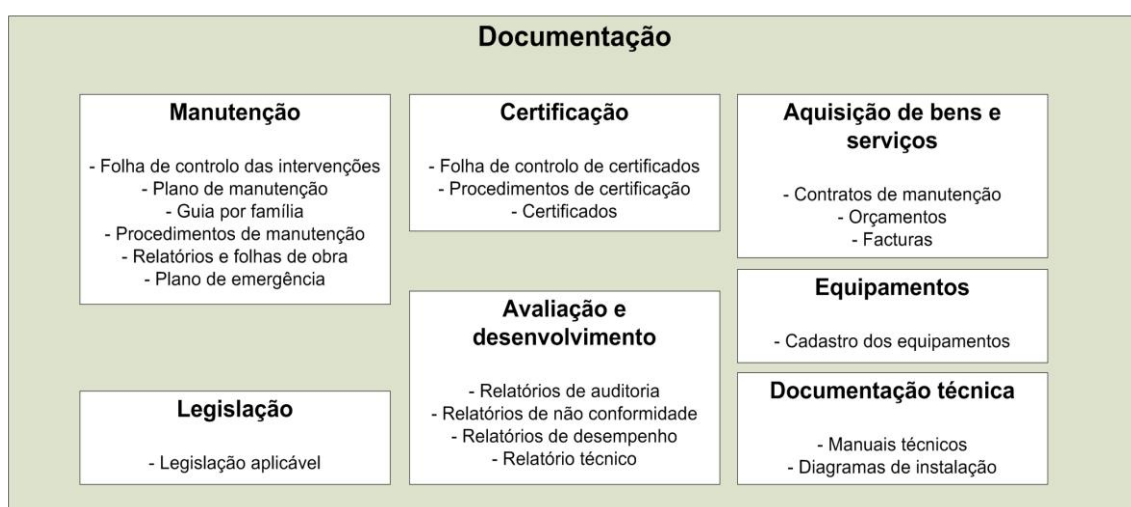 Documentação
Manutenção
- Folha de controlo das intervenções
- Plano de manutenção
- Guia por família
- Procedimentos de manutenção
- Relatórios e folhas de obra
- Plano de emergência
Certificação
- Folha de controlo de certificados
- Procedimentos de certificação
- Certificados
Aquisição de bens e
serviços
- Contratos de manutenção
- Orçamentos
- Facturas
Equipamentos
- Cadastro dos equipamentos
Avaliação e
desenvolvimento
- Relatórios de auditoria
- Relatórios de não conformidade
- Relatórios de desempenho
- Relatório técnico
Legislação
- Legislação aplicável
Documentação técnica
- Manuais técnicos
- Diagramas de instalação